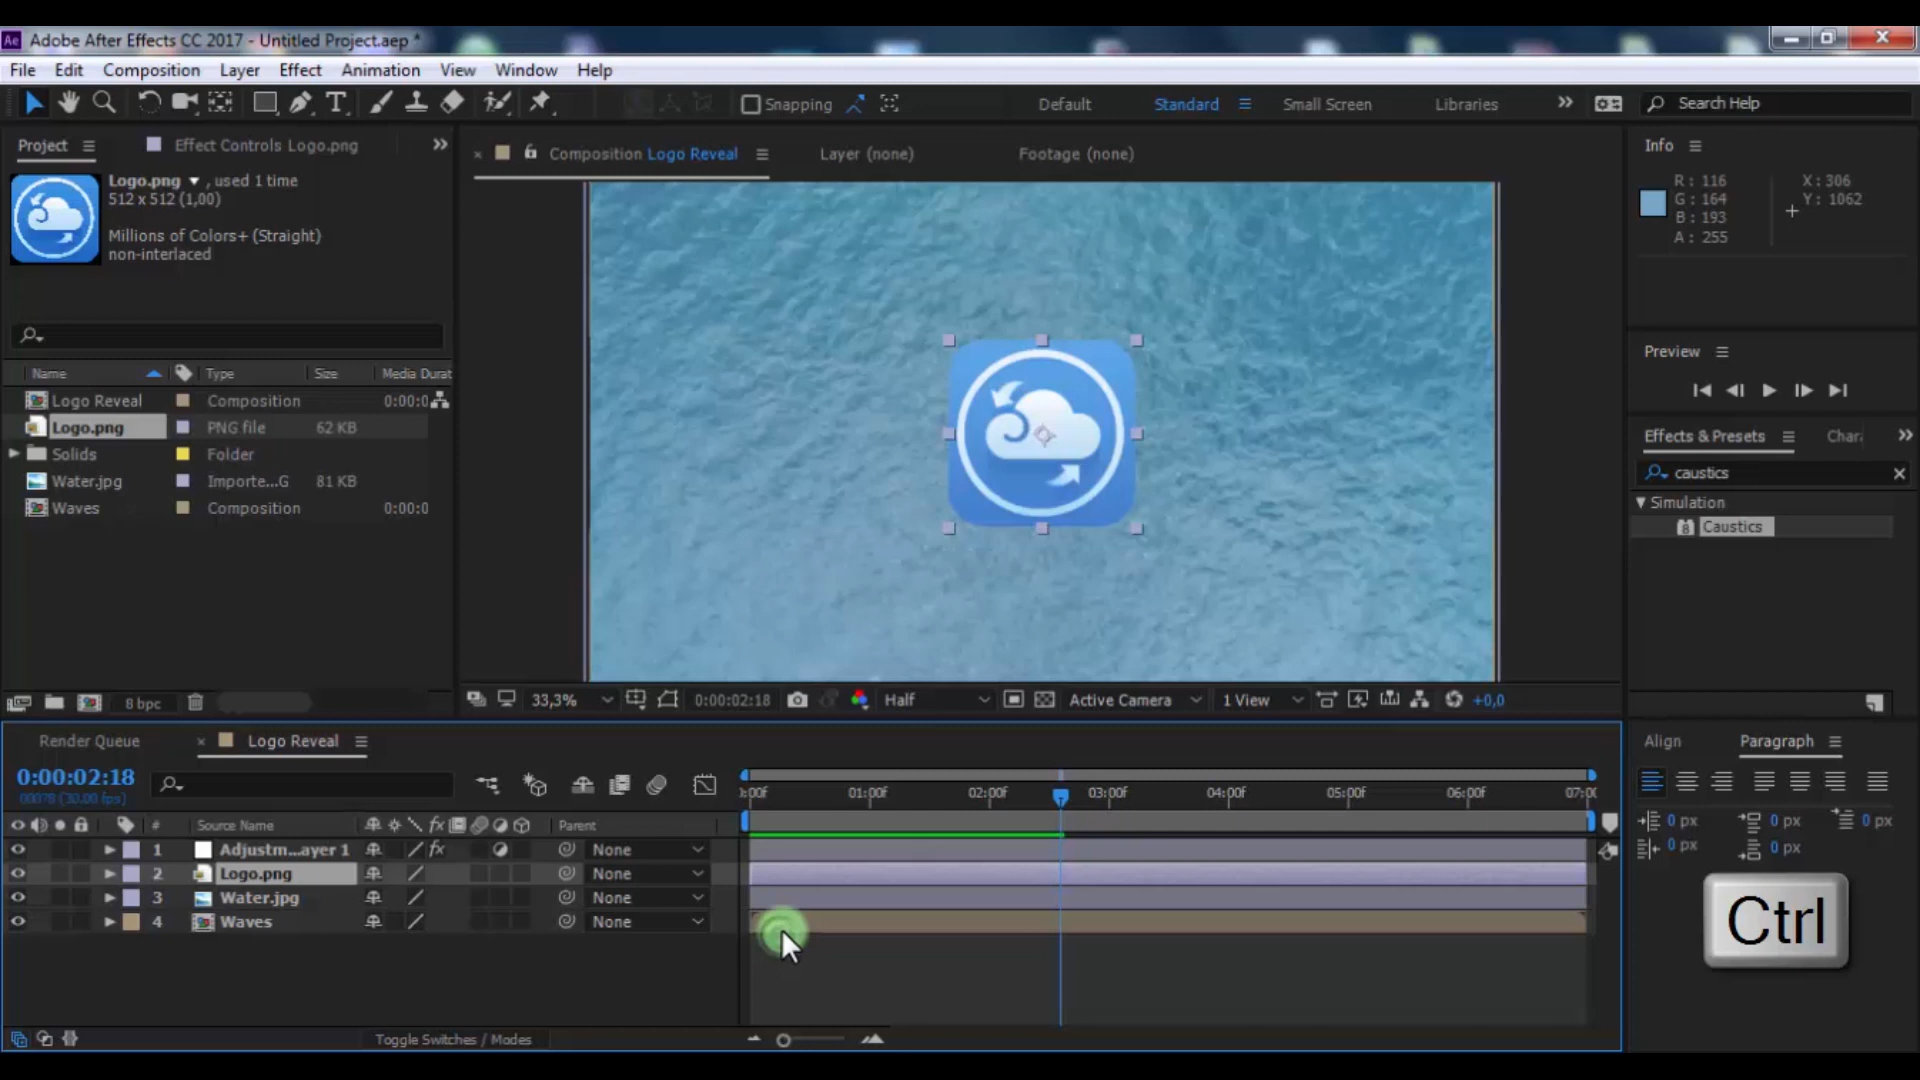 Ae Adobe After Effects CC 2017 - Untitled Project.aep *
File Edit Composition Layer Effect Animation View Window Help
T Snapping Default Standard Small Screen Libraries Search Help
Project Effect Controls Logo.png
Logo.png , used 1 time
512 x 512 (1,00)
Millions of Colors+ (Straight)
non-interlaced
Name Type Size Media Durat
Logo Reveal Composition 0:00:0
Logo.png PNG file 62 KB
Solids Folder
Water.jpg Importe...G 81 KB
Waves Composition 0:00:0
8 bpc
Composition Logo Reveal Layer (none) Footage (none)
33,3% 0:00:02:18 Half Active Camera 1 View +0,0
Info
R: 116 X: 306
G: 164 Y: 1062
B: 193
A: 255
Preview
Effects & Presets Char
caustics
Simulation
8 Caustics
Render Queue Logo Reveal
0:00:02:18
00078 (30.00 fps)
:00f 01:00f 02:00f 03:00f 04:00f 05:00f 06:00f 07:0
# Source Name fx Parent
1 Adjustm...ayer 1 fx None
2 Logo.png None
3 Water.jpg None
4 Waves None
Toggle Switches / Modes
Align Paragraph
0 px 0 px 0 px
0 px 0 px
Ctrl